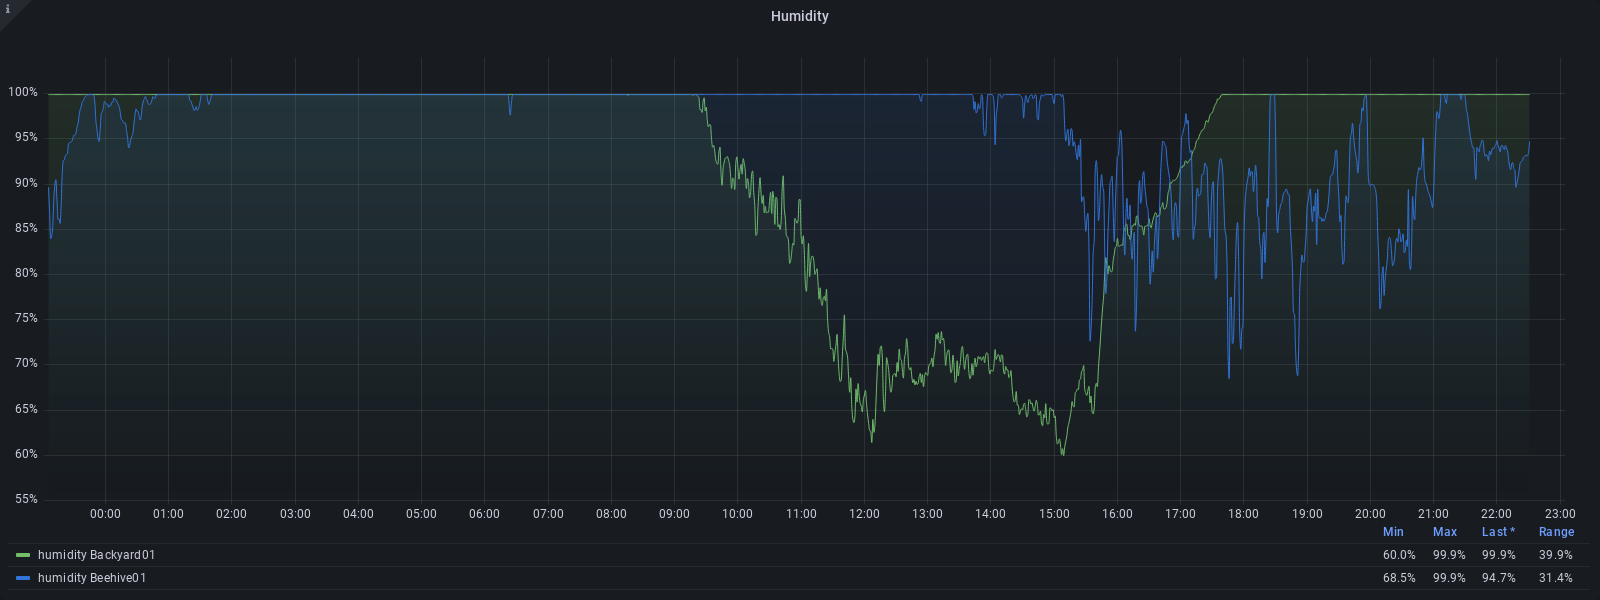 i
Humidity
100%
95%
90%
85%
80%
75%
70%
65%
60%
55%
00:00 01:00 02:00 03:00 04:00 05:00 06:00 07:00 08:00 09:00 10:00 11:00 12:00 13:00 14:00 15:00 16:00 17:00 18:00 19:00 20:00 21:00 22:00 23:00
Min Max Last * Range
humidity Backyard01 60.0% 99.9% 99.9% 39.9%
humidity Beehive01 68.5% 99.9% 94.7% 31.4%